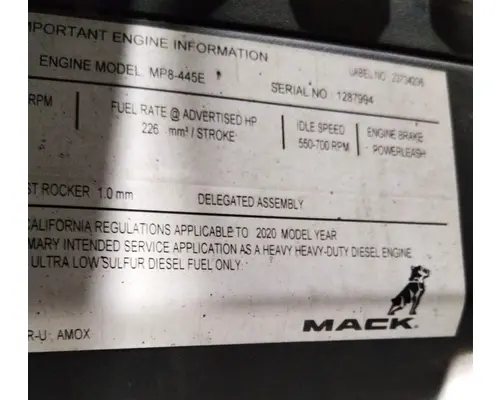 IMPORTANT ENGINE INFORMATION
LABEL NO. 23734236
ENGINE MODEL MP8-445E
SERIAL NO 1287994
RPM
FUEL RATE @ ADVERTISED HP
226 mm³ / STROKE
IDLE SPEED
550-700 RPM
ENGINE BRAKE
POWERLEASH
ST ROCKER 1.0 mm
DELEGATED ASSEMBLY
CALIFORNIA REGULATIONS APPLICABLE TO 2020 MODEL YEAR
MARY INTENDED SERVICE APPLICATION AS A HEAVY HEAVY-DUTY DIESEL ENGINE
ULTRA LOW SULFUR DIESEL FUEL ONLY.
MACK
R-U; AMOX